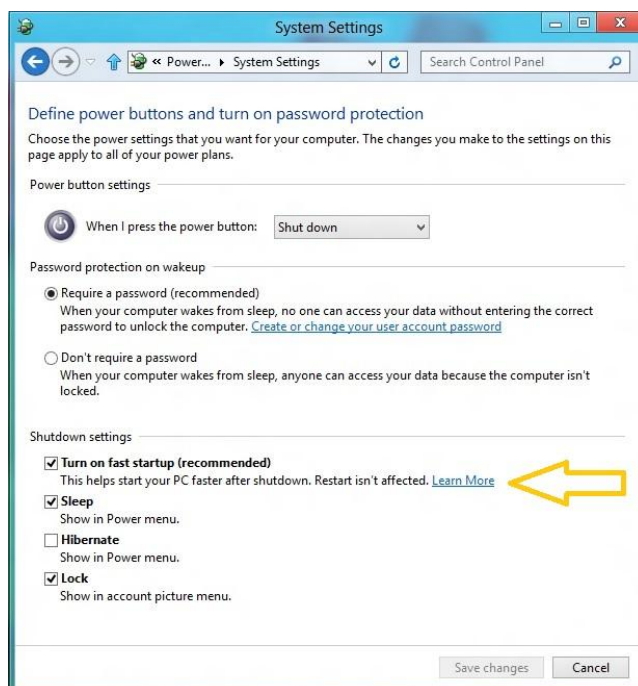 System Settings
« Power... ▸ System Settings
Search Control Panel
Define power buttons and turn on password protection
Choose the power settings that you want for your computer. The changes you make to the settings on this
page apply to all of your power plans.
Power button settings
When I press the power button: Shut down
Password protection on wakeup
Require a password (recommended)
When your computer wakes from sleep, no one can access your data without entering the correct
password to unlock the computer. Create or change your user account password
Don't require a password
When your computer wakes from sleep, anyone can access your data because the computer isn't
locked.
Shutdown settings
Turn on fast startup (recommended)
This helps start your PC faster after shutdown. Restart isn't affected. Learn More
Sleep
Show in Power menu.
Hibernate
Show in Power menu.
Lock
Show in account picture menu.
Save changes
Cancel